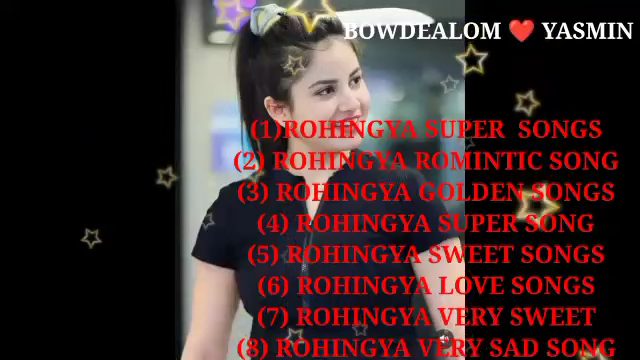 BOWDEALOM ❤️ YASMIN
(1)ROHINGYA SUPER SONGS
(2) ROHINGYA ROMINTIC SONG
(3) ROHINGYA GOLDEN SONGS
(4) ROHINGYA SUPER SONG
(5) ROHINGYA SWEET SONGS
(6) ROHINGYA LOVE SONGS
(7) ROHINGYA VERY SWEET
(8) ROHINGYA VERY SAD SONG